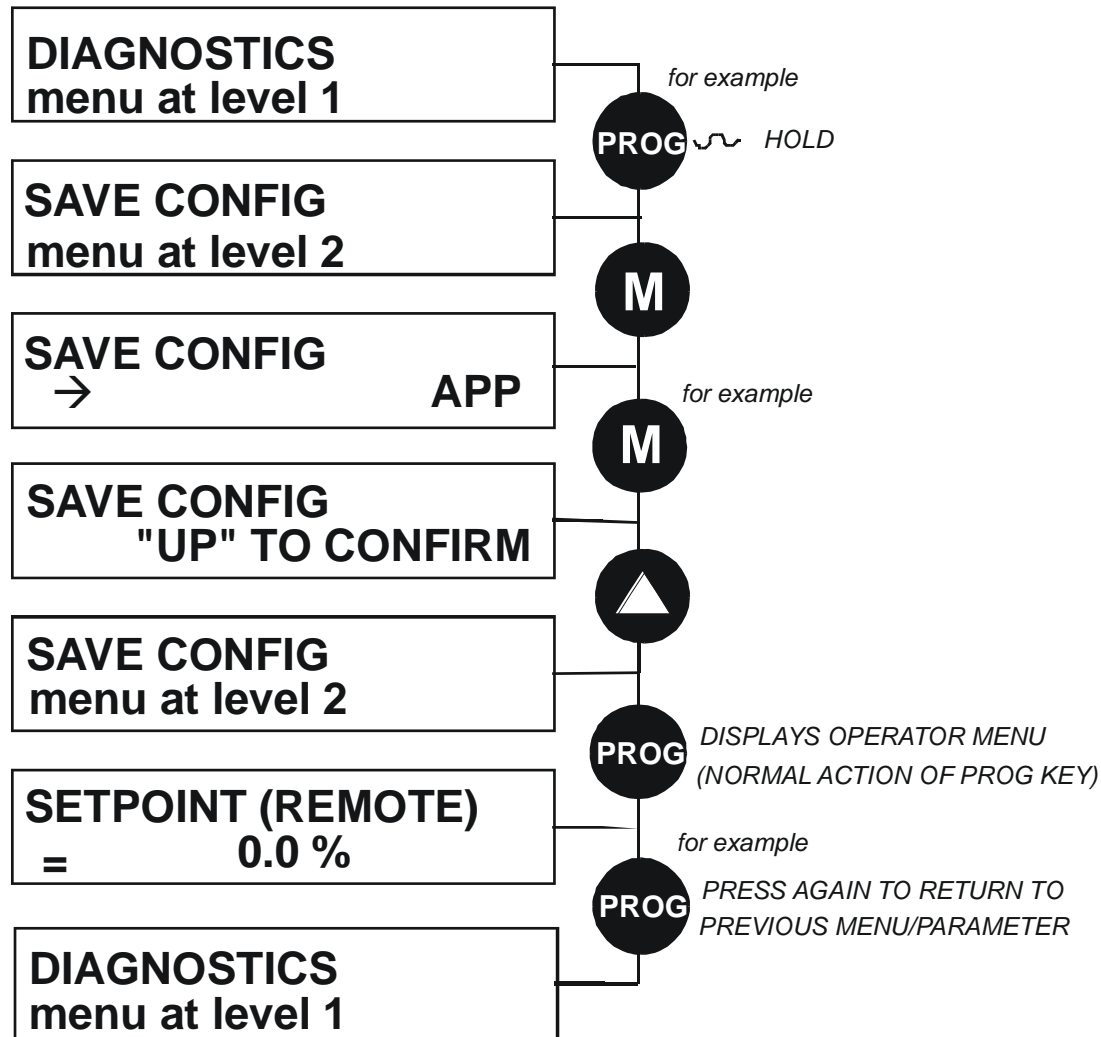 DIAGNOSTICS
menu at level 1
for example
PROG HOLD
SAVE CONFIG
menu at level 2
M
SAVE CONFIG
→ APP
for example
M
SAVE CONFIG
"UP" TO CONFIRM
SAVE CONFIG
menu at level 2
PROG
DISPLAYS OPERATOR MENU
(NORMAL ACTION OF PROG KEY)
SETPOINT (REMOTE)
= 0.0 %
for example
PROG
PRESS AGAIN TO RETURN TO
PREVIOUS MENU/PARAMETER
DIAGNOSTICS
menu at level 1